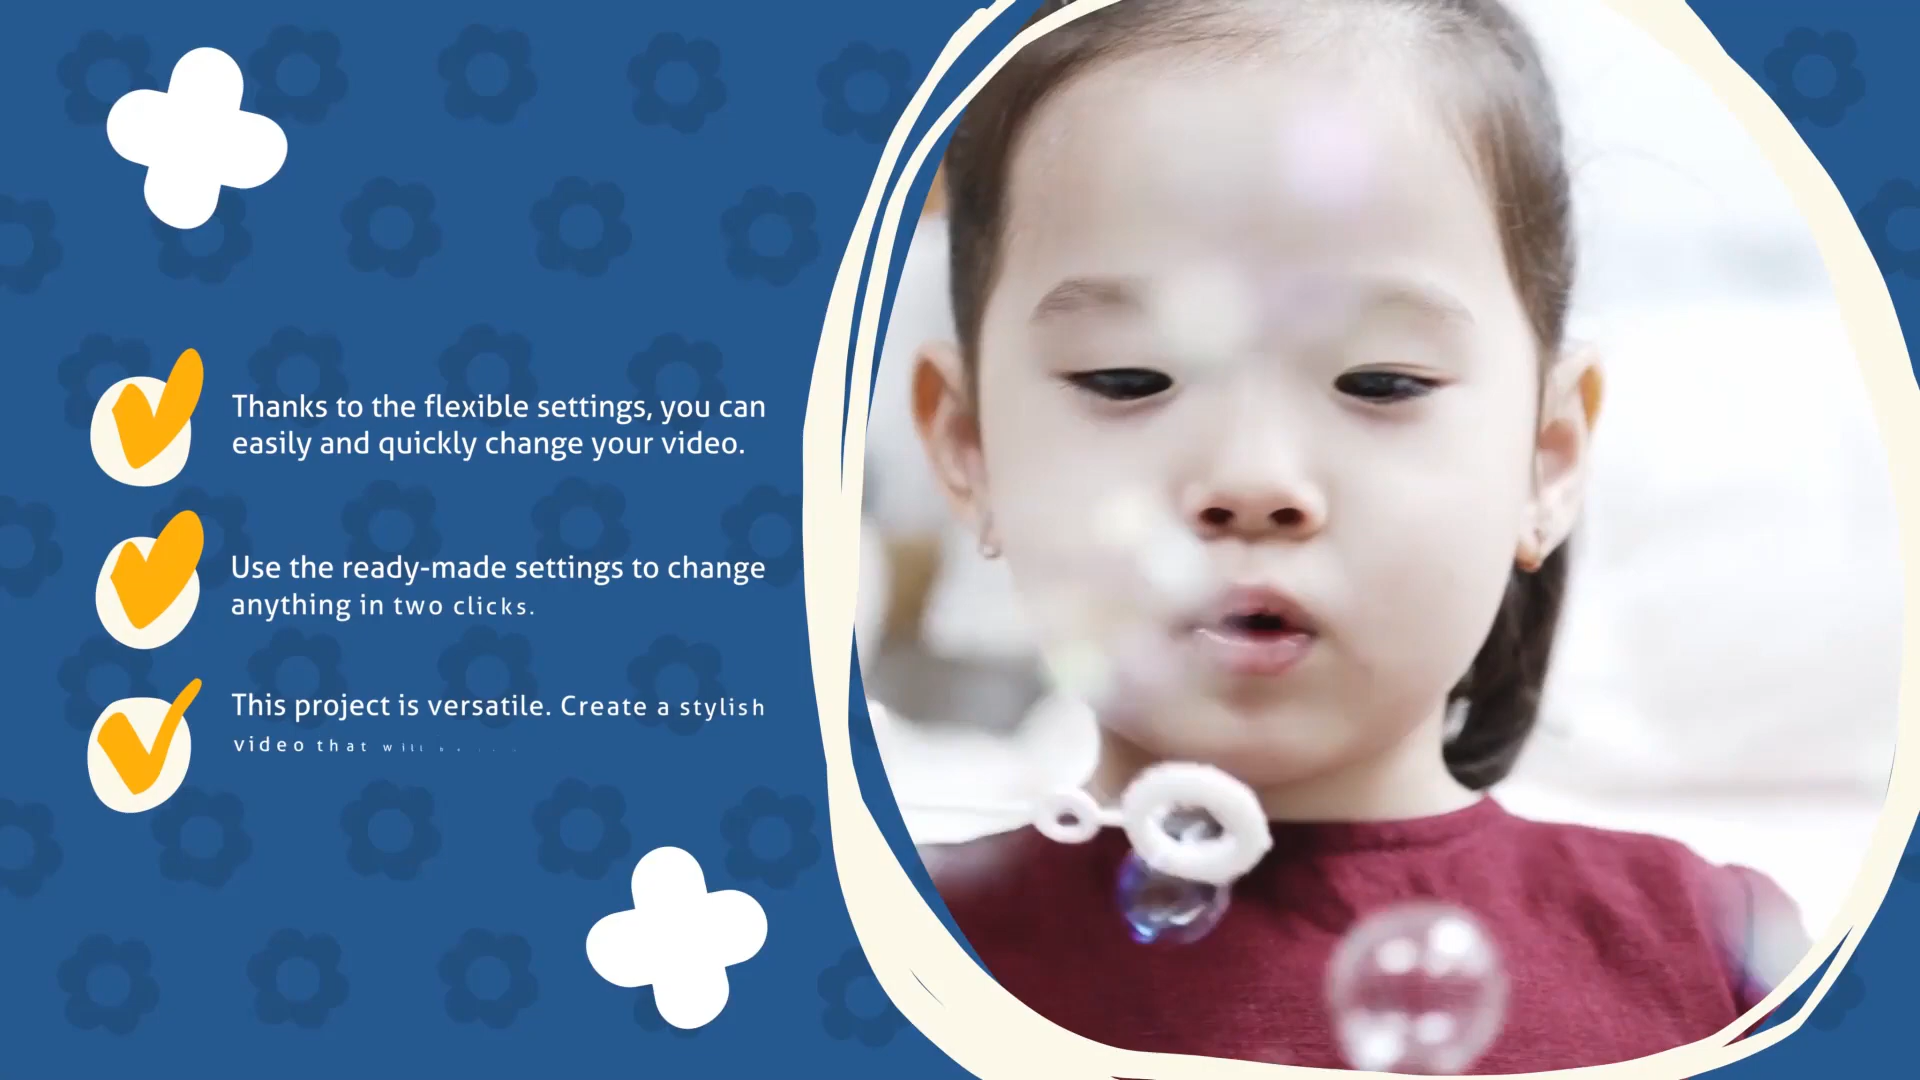 Thanks to the flexible settings, you can
easily and quickly change your video.
Use the ready-made settings to change
anything in two clicks.
This project is versatile. Create a stylish
video that will